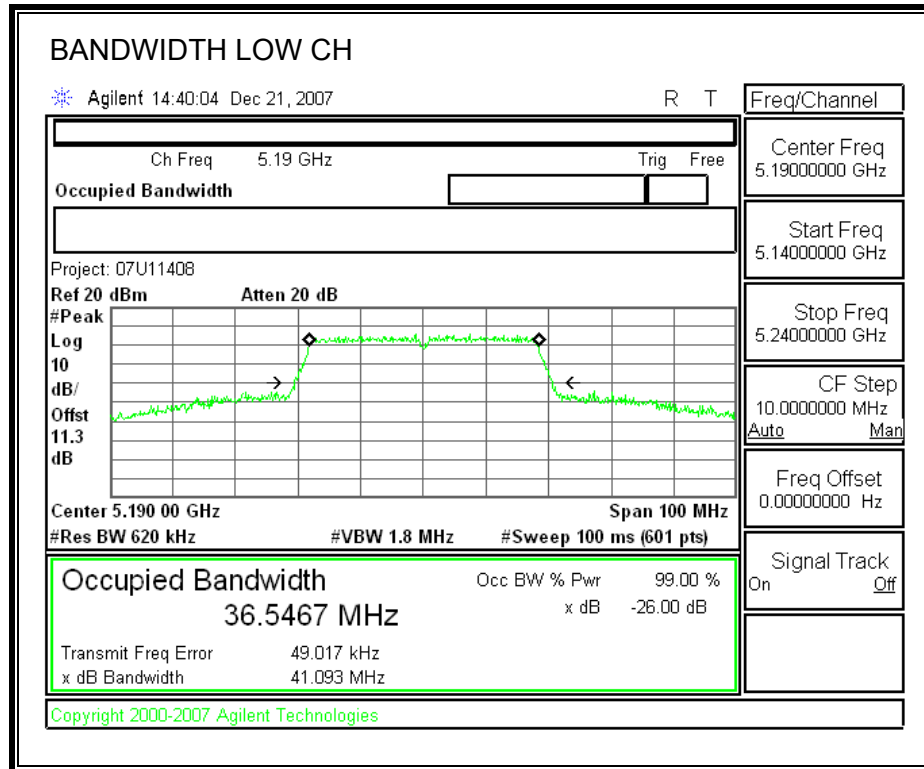 BANDWIDTH LOW CH
Agilent 14:40:04 Dec 21, 2007 R T
Freq/Channel
Ch Freq 5.19 GHz Trig Free
Occupied Bandwidth
Center Freq
5.19000000 GHz
Start Freq
5.14000000 GHz
Stop Freq
5.24000000 GHz
CF Step
10.0000000 MHz
Auto Man
Freq Offset
0.00000000 Hz
Signal Track
On Off
Project: 07U11408
Ref 20 dBm Atten 20 dB
#Peak
Log
10
dB/
Offst
11.3
dB
Center 5.190 00 GHz Span 100 MHz
#Res BW 620 kHz #VBW 1.8 MHz #Sweep 100 ms (601 pts)
Occupied Bandwidth Occ BW % Pwr 99.00 %
36.5467 MHz x dB -26.00 dB
Transmit Freq Error 49.017 kHz
x dB Bandwidth 41.093 MHz
Copyright 2000-2007 Agilent Technologies